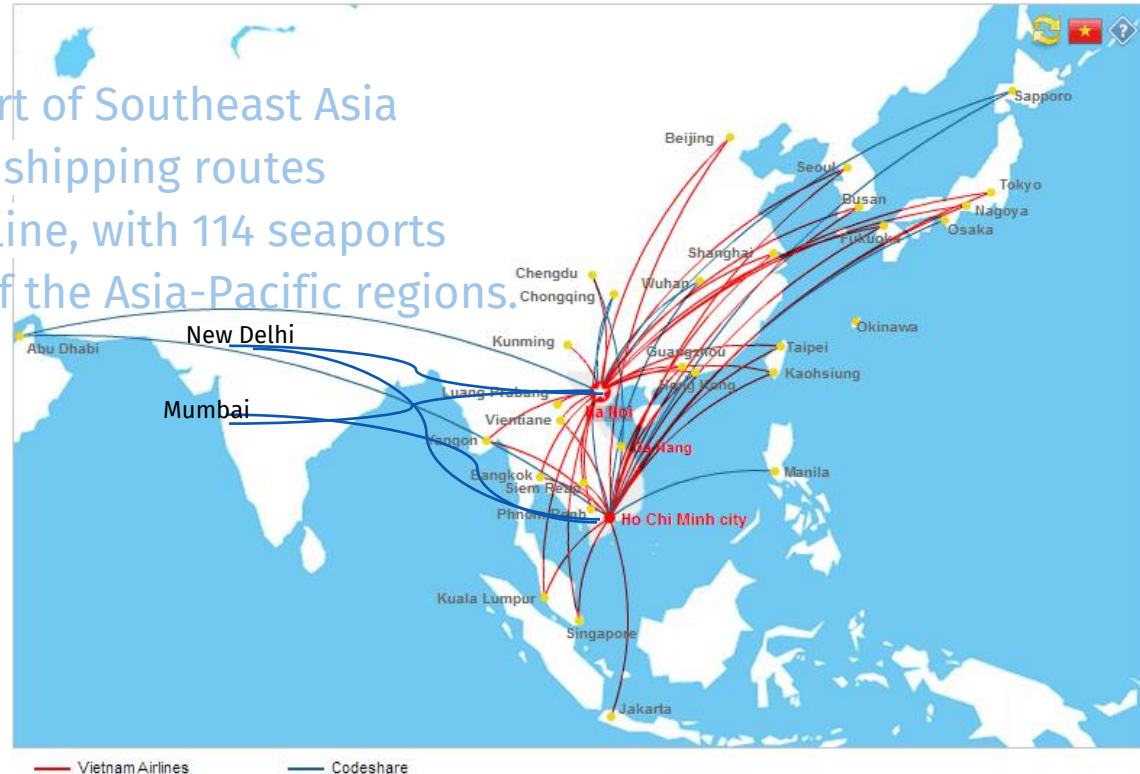 rt of Southeast Asia
shipping routes
line, with 114 seaports
f the Asia-Pacific regions.
Sapporo
Beijing
Seoul
Tokyo
Busan
Nagoya
Fukuoka
Osaka
Shanghai
Chengdu
Wuhan
Chongqing
Okinawa
New Delhi
Abu Dhabi
Kunming
Guangzhou
Taipei
Hong Kong
Kaohsiung
Luang Prabang
Mumbai
Ha Noi
Vientiane
Yangon
Da Nang
Bangkok
Manila
Siem Reap
Phnom Penh
Ho Chi Minh city
Kuala Lumpur
Singapore
Jakarta
Vietnam Airlines
Codeshare